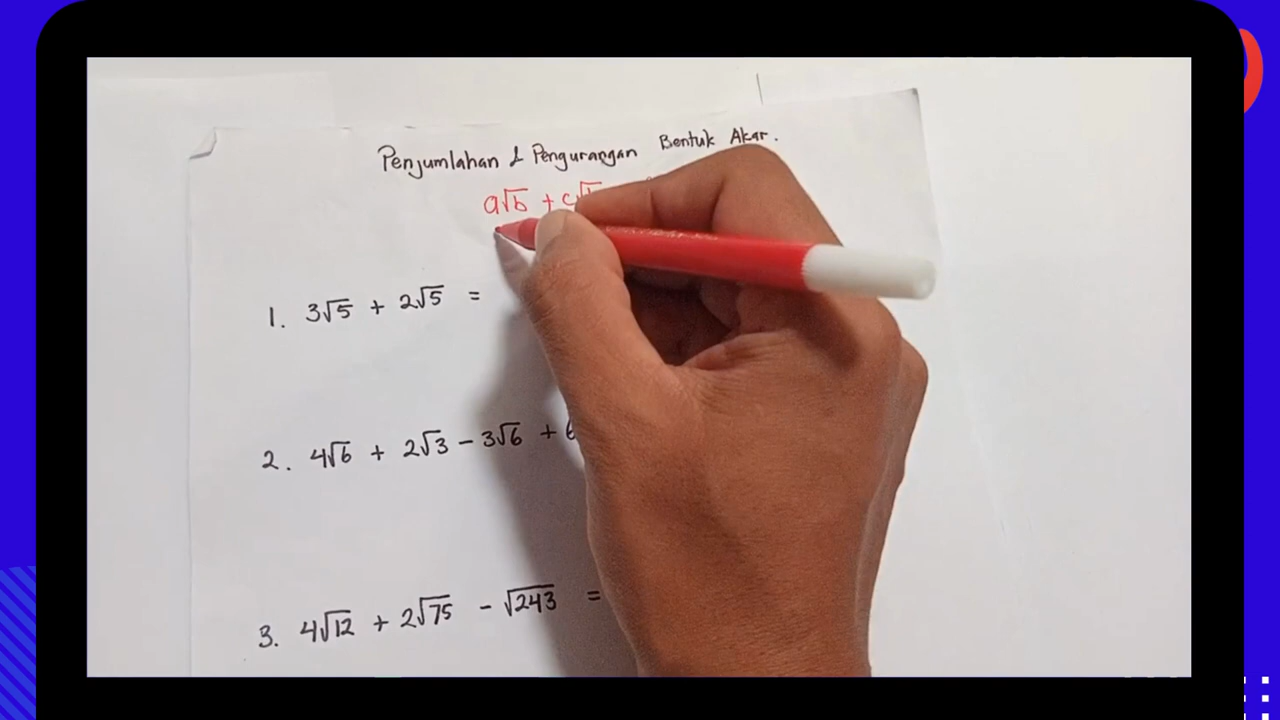 Penjumlahan & Pengurangan Bentuk Akar.
a√b + c√b
1. 3√5 + 2√5 =
2. 4√6 + 2√3 - 3√6 +
3. 4√12 + 2√75 - √243 =